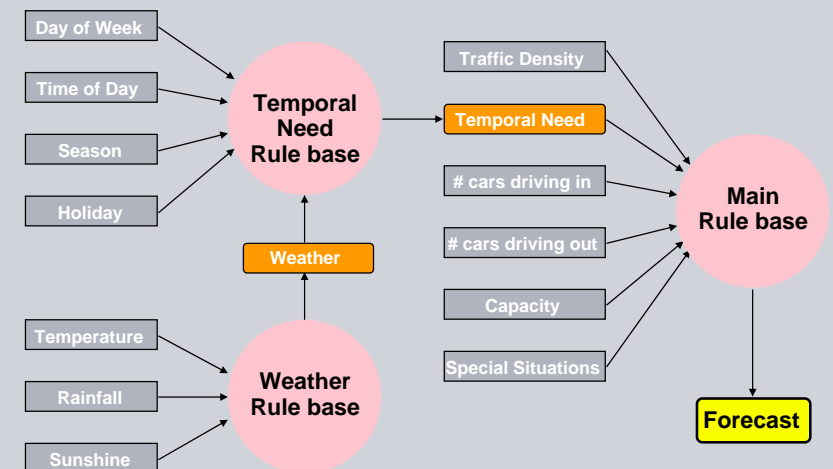 Day of Week
Time of Day
Season
Holiday
Temporal
Need
Rule base
Weather
Temperature
Rainfall
Sunshine
Weather
Rule base
Traffic Density
Temporal Need
# cars driving in
# cars driving out
Capacity
Special Situations
Main
Rule base
Forecast